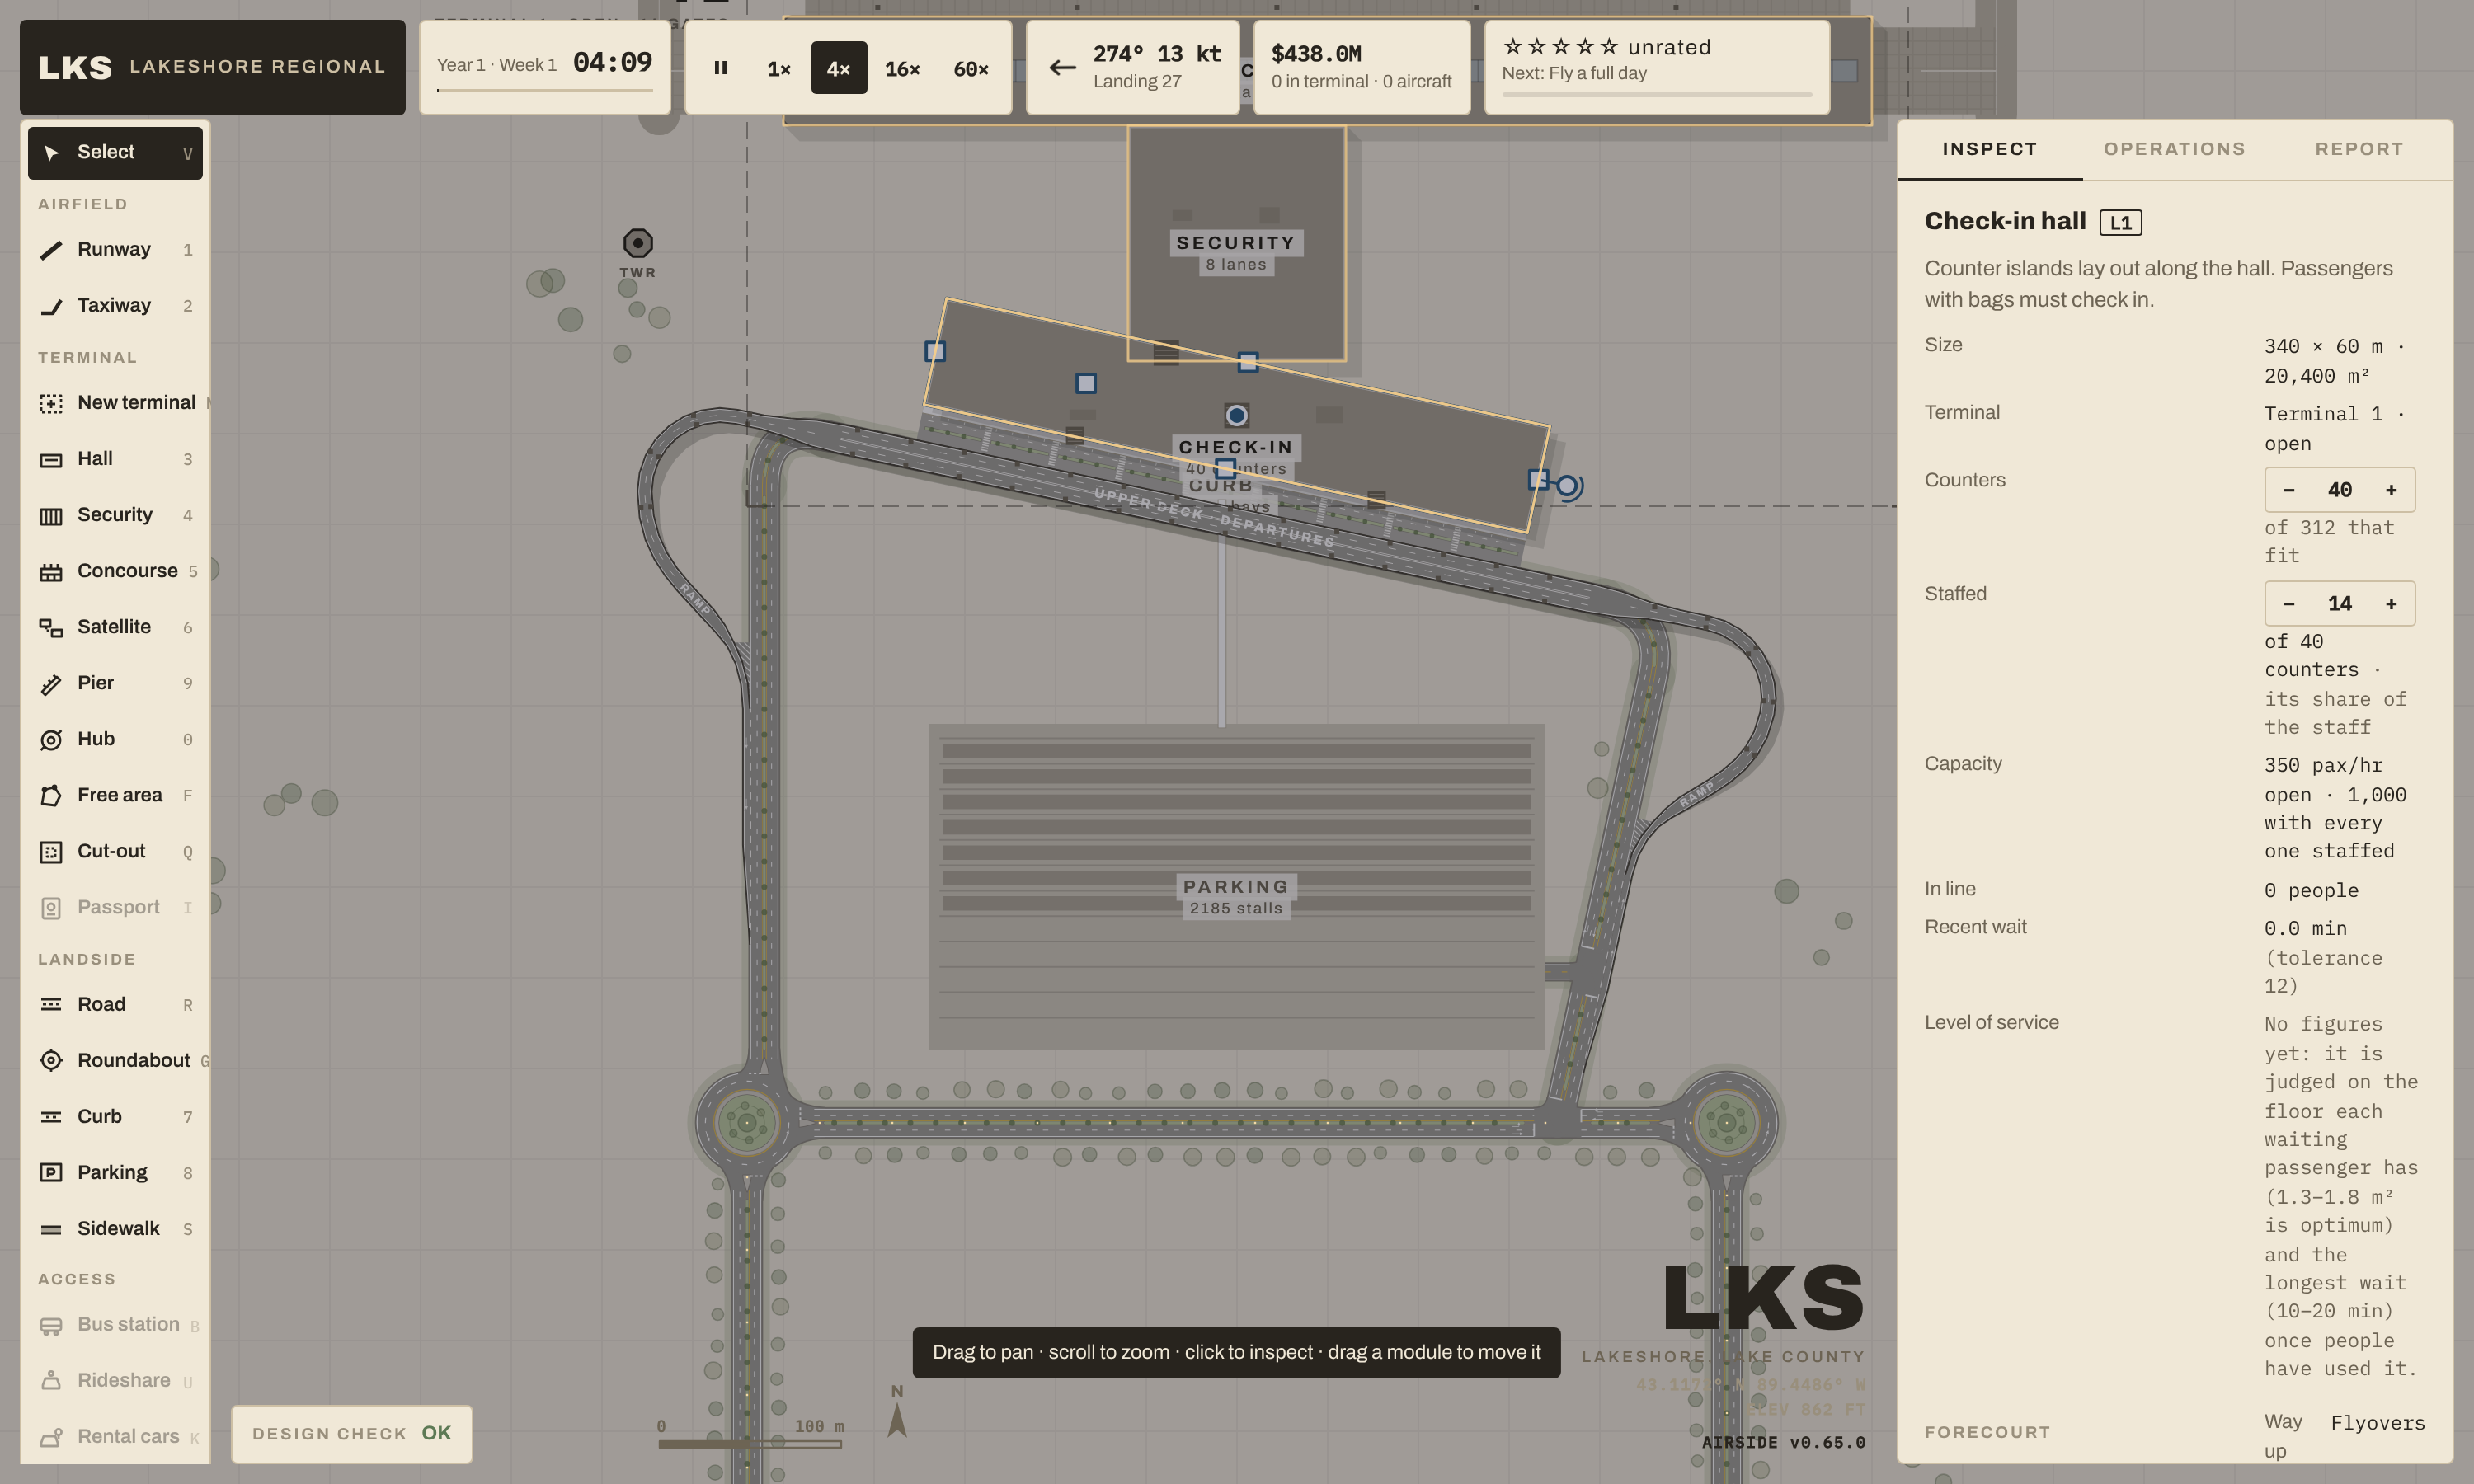 LKS LAKESHORE REGIONAL
Year 1 · Week 1 04:09
1× 4× 16× 60×
274° 13 kt
Landing 27
$438.0M
0 in terminal · 0 aircraft
☆☆☆☆☆ unrated
Next: Fly a full day
Select V
AIRFIELD
Runway 1
Taxiway 2
TERMINAL
New terminal
Hall 3
Security 4
Concourse 5
Satellite 6
Pier 9
Hub 0
Free area F
Cut-out Q
Passport I
LANDSIDE
Road R
Roundabout G
Curb 7
Parking 8
Sidewalk S
ACCESS
Bus station B
Rideshare U
Rental cars K
DESIGN CHECK OK
TWR
SECURITY
8 lanes
CHECK-IN
40 counters
CURB
bays
UPPER DECK · DEPARTURES
RAMP
RAMP
PARKING
2185 stalls
Drag to pan · scroll to zoom · click to inspect · drag a module to move it
0 100 m
N
LKS
LAKESHORE, LAKE COUNTY
N 89.4486° W
ELEV 862 FT
AIRSIDE v0.65.0
INSPECT OPERATIONS REPORT
Check-in hall L1
Counter islands lay out along the hall. Passengers
with bags must check in.
Size 340 × 60 m ·
20,400 m²
Terminal Terminal 1 ·
open
Counters − 40 +
of 312 that
fit
Staffed − 14 +
of 40
counters ·
its share of
the staff
Capacity 350 pax/hr
open · 1,000
with every
one staffed
In line 0 people
Recent wait 0.0 min
(tolerance
12)
Level of service No figures
yet: it is
judged on the
floor each
waiting
passenger has
(1.3–1.8 m²
is optimum)
and the
longest wait
(10–20 min)
once people
have used it.
FORECOURT Way
up Flyovers